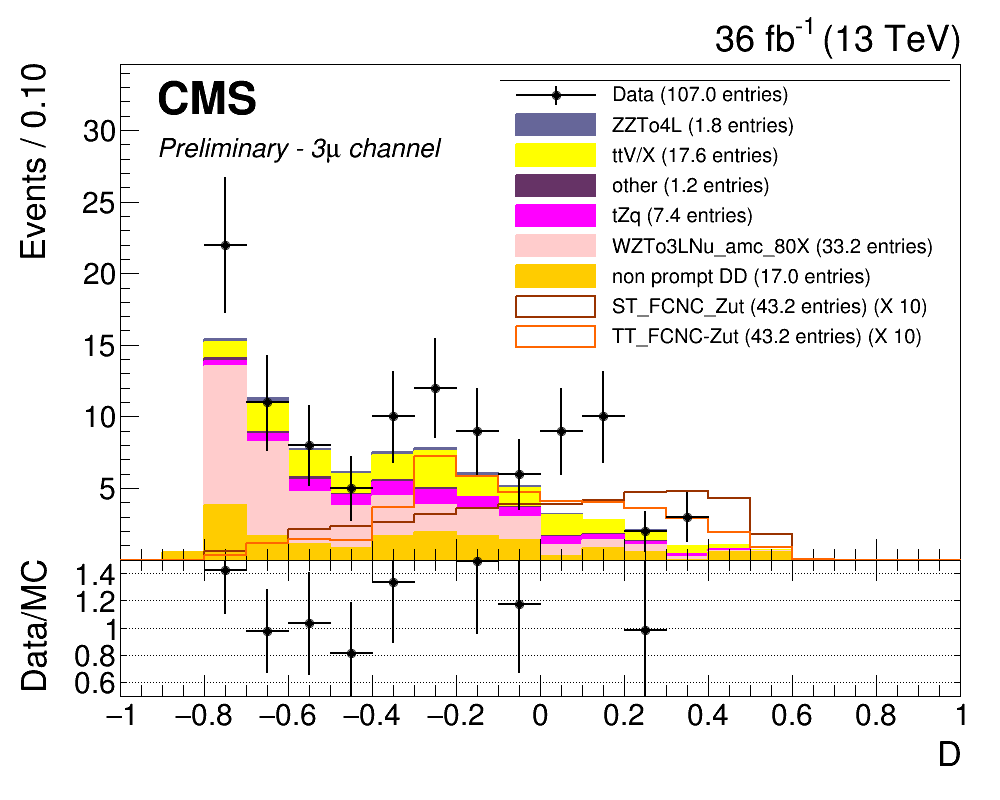 36 fb-1 (13 TeV)
Events / 0.10
CMS
Preliminary - 3μ channel
Data (107.0 entries)
ZZTo4L (1.8 entries)
ttV/X (17.6 entries)
other (1.2 entries)
tZq (7.4 entries)
WZTo3LNu_amc_80X (33.2 entries)
non prompt DD (17.0 entries)
ST_FCNC_Zut (43.2 entries) (X 10)
TT_FCNC-Zut (43.2 entries) (X 10)
30
25
20
15
10
5
Data/MC
1.4
1.2
1
0.8
0.6
−1 −0.8 −0.6 −0.4 −0.2 0 0.2 0.4 0.6 0.8 1
D